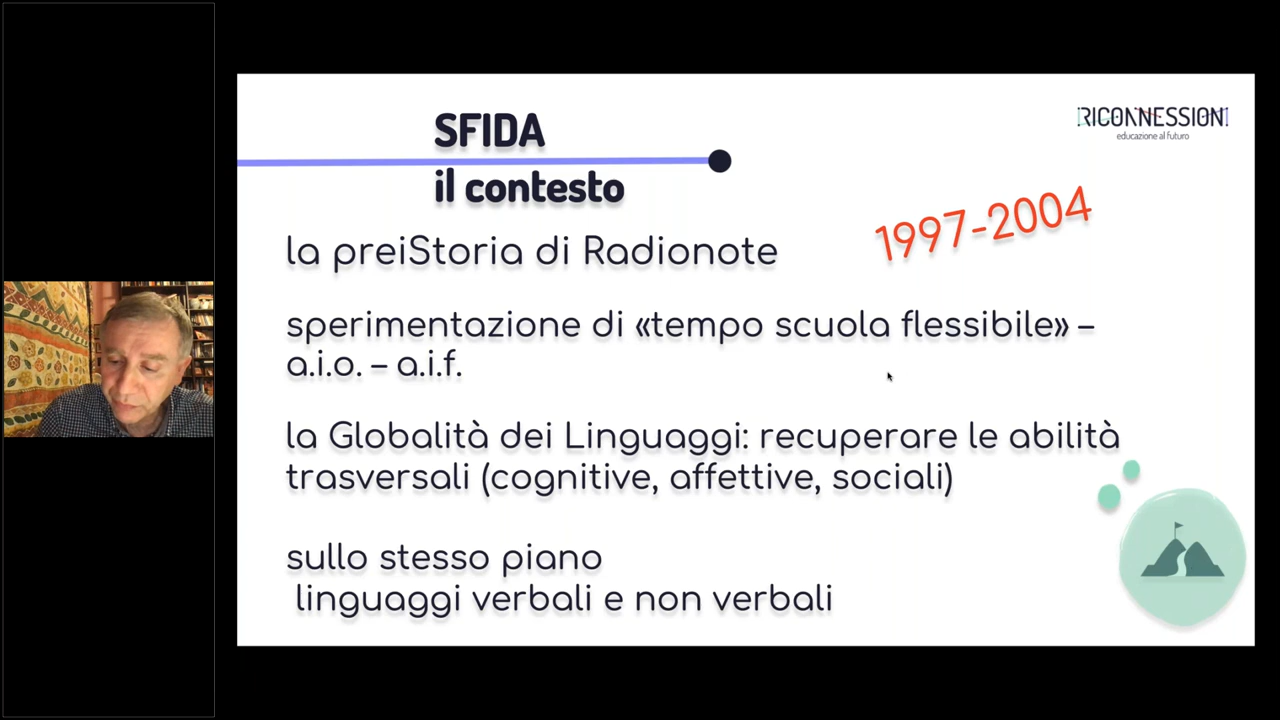 SFIDA
il contesto
RICONNESSIONI
educazione al futuro
1997-2004
la preiStoria di Radionote
sperimentazione di «tempo scuola flessibile» –
a.i.o. – a.i.f.
la Globalità dei Linguaggi: recuperare le abilità
trasversali (cognitive, affettive, sociali)
sullo stesso piano
linguaggi verbali e non verbali